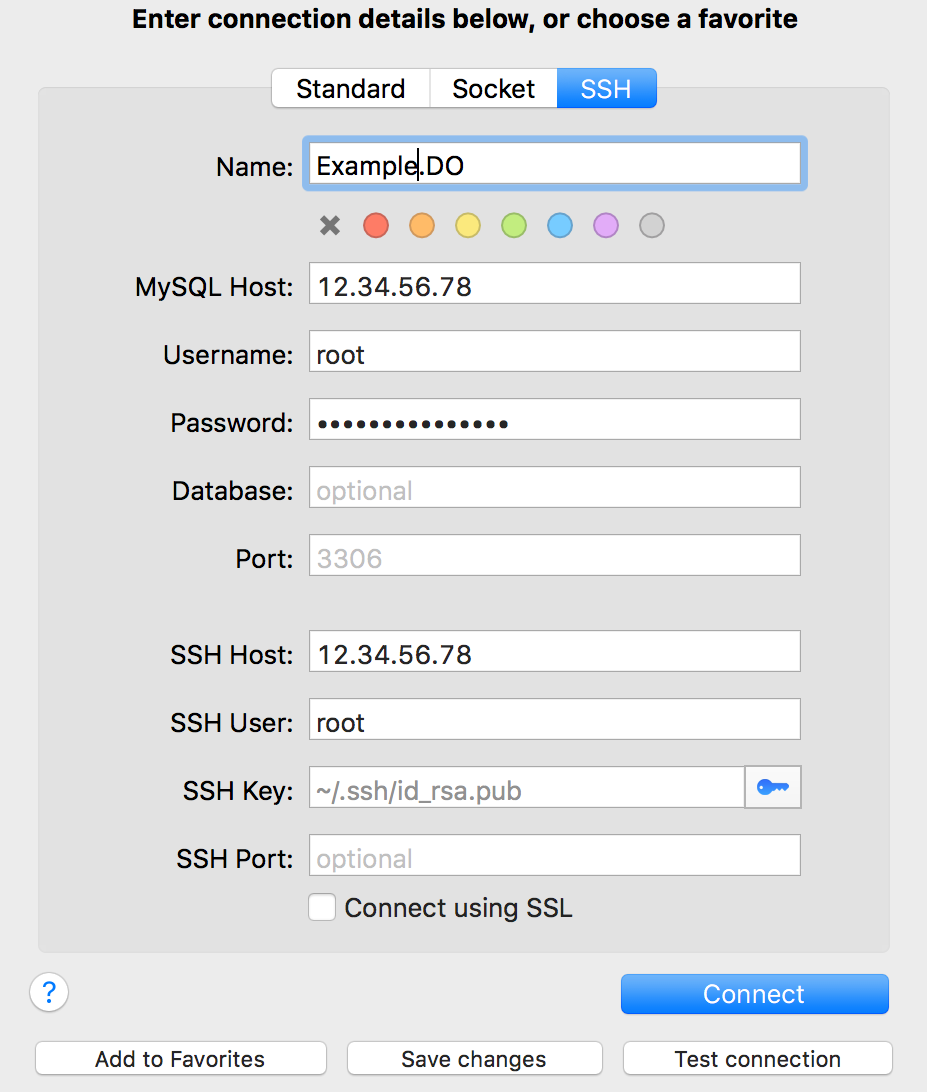 Enter connection details below, or choose a favorite
Standard Socket SSH
Name: Example.DO
MySQL Host: 12.34.56.78
Username: root
Password: •••••••••••••••
Database: optional
Port: 3306
SSH Host: 12.34.56.78
SSH User: root
SSH Key: ~/.ssh/id_rsa.pub
SSH Port: optional
Connect using SSL
? Connect
Add to Favorites Save changes Test connection